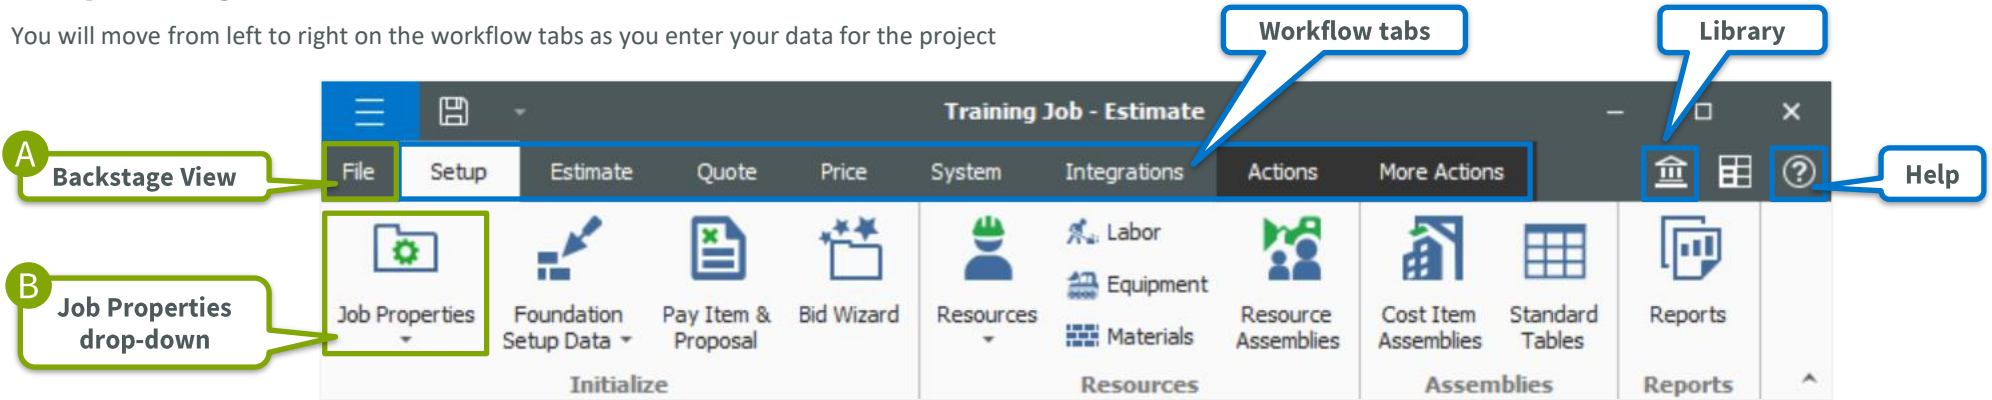 You will move from left to right on the workflow tabs as you enter your data for the project
Workflow tabs
Library
Training Job - Estimate
A
Backstage View
File
Setup
Estimate
Quote
Price
System
Integrations
Actions
More Actions
Help
B
Job Properties
drop-down
Job Properties
Foundation
Setup Data
Pay Item &
Proposal
Bid Wizard
Resources
Labor
Equipment
Materials
Resource
Assemblies
Cost Item
Assemblies
Standard
Tables
Reports
Initialize
Resources
Assemblies
Reports